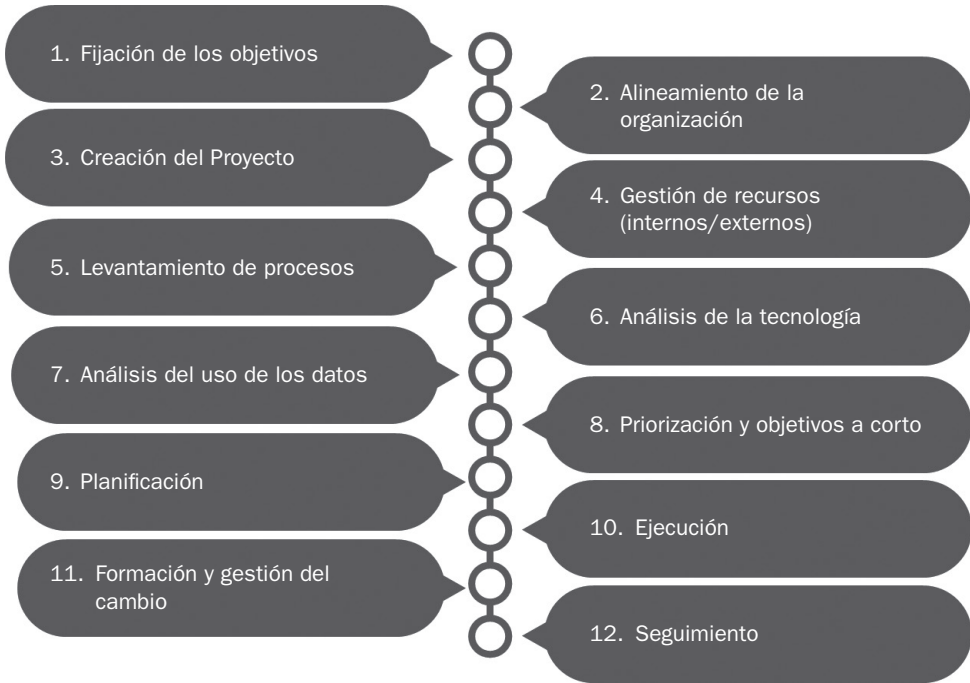 1. Fijación de los objetivos
2. Alineamiento de la
organización
3. Creación del Proyecto
4. Gestión de recursos
(internos/externos)
5. Levantamiento de procesos
6. Análisis de la tecnología
7. Análisis del uso de los datos
8. Priorización y objetivos a corto
9. Planificación
10. Ejecución
11. Formación y gestión del
cambio
12. Seguimiento